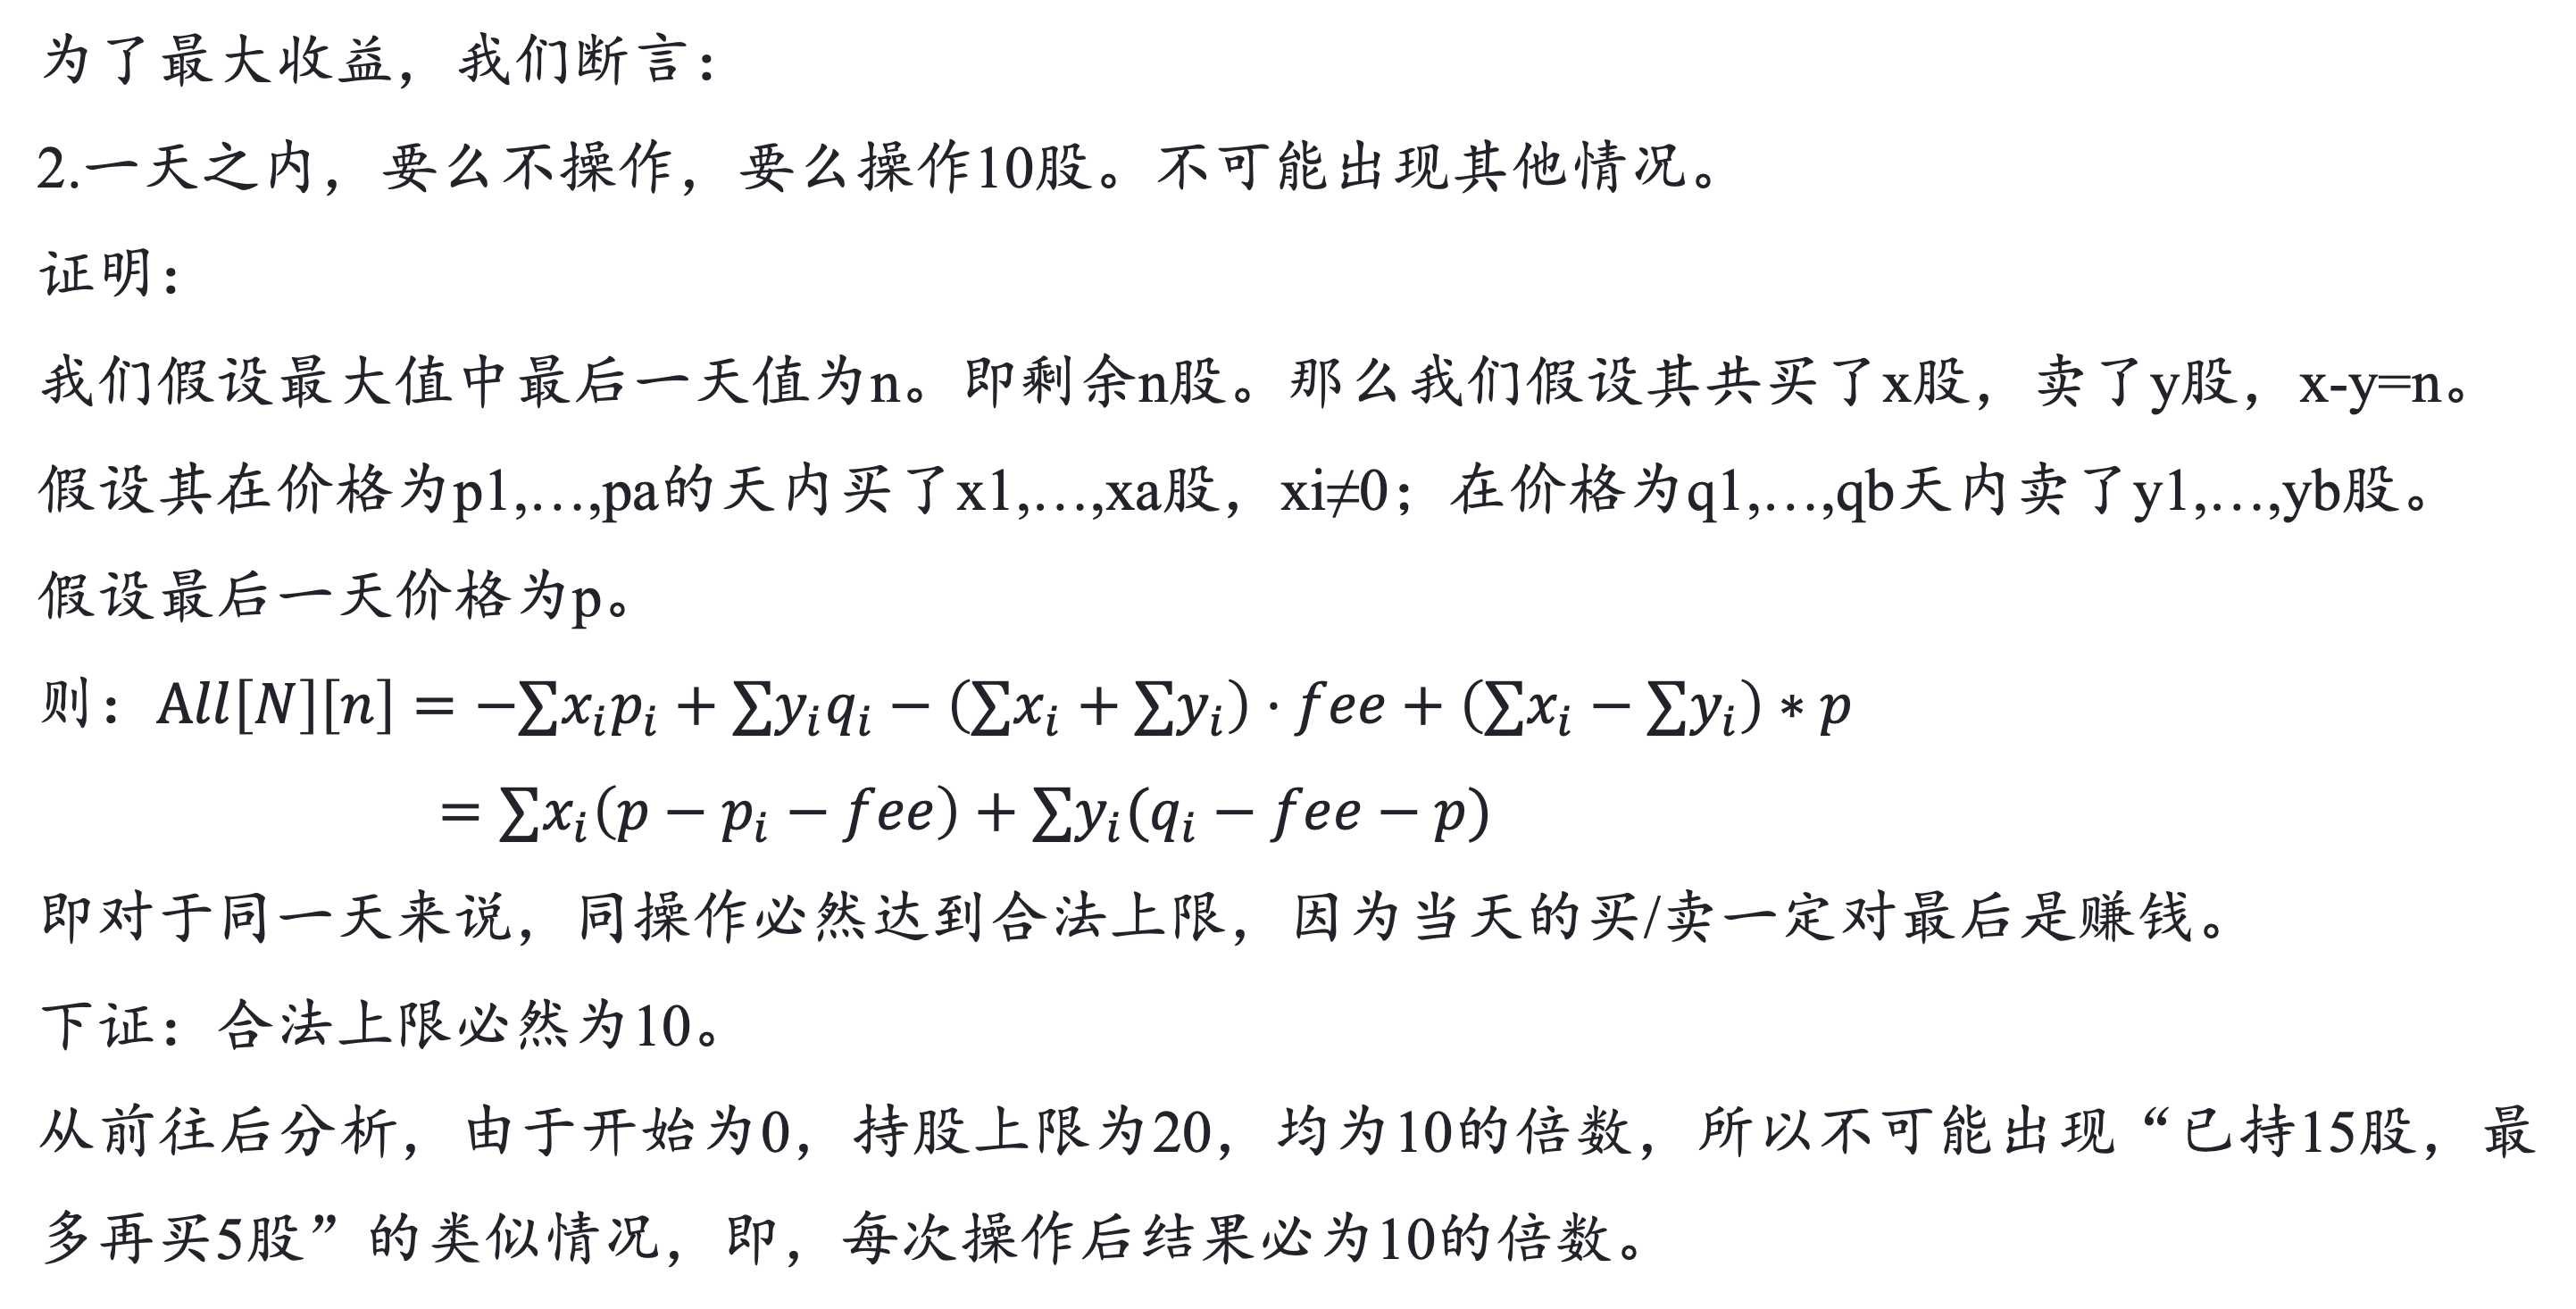 为了最大收益，我们断言：
2.一天之内，要么不操作，要么操作10股。不可能出现其他情况。
证明：
我们假设最大值中最后一天值为n。即剩余n股。那么我们假设其共买了x股，卖了y股，x-y=n。
假设其在价格为p1,…,pa的天内买了x1,…,xa股，xi≠0；在价格为q1,…,qb天内卖了y1,…,yb股。
假设最后一天价格为p。
则：All[N][n] = −∑xᵢpᵢ + ∑yᵢqᵢ − (∑xᵢ + ∑yᵢ) · fee + (∑xᵢ − ∑yᵢ) ∗ p
= ∑xᵢ(p − pᵢ − fee) + ∑yᵢ(qᵢ − fee − p)
即对于同一天来说，同操作必然达到合法上限，因为当天的买/卖一定对最后是赚钱。
下证：合法上限必然为10。
从前往后分析，由于开始为0，持股上限为20，均为10的倍数，所以不可能出现“已持15股，最
多再买5股”的类似情况，即，每次操作后结果必为10的倍数。